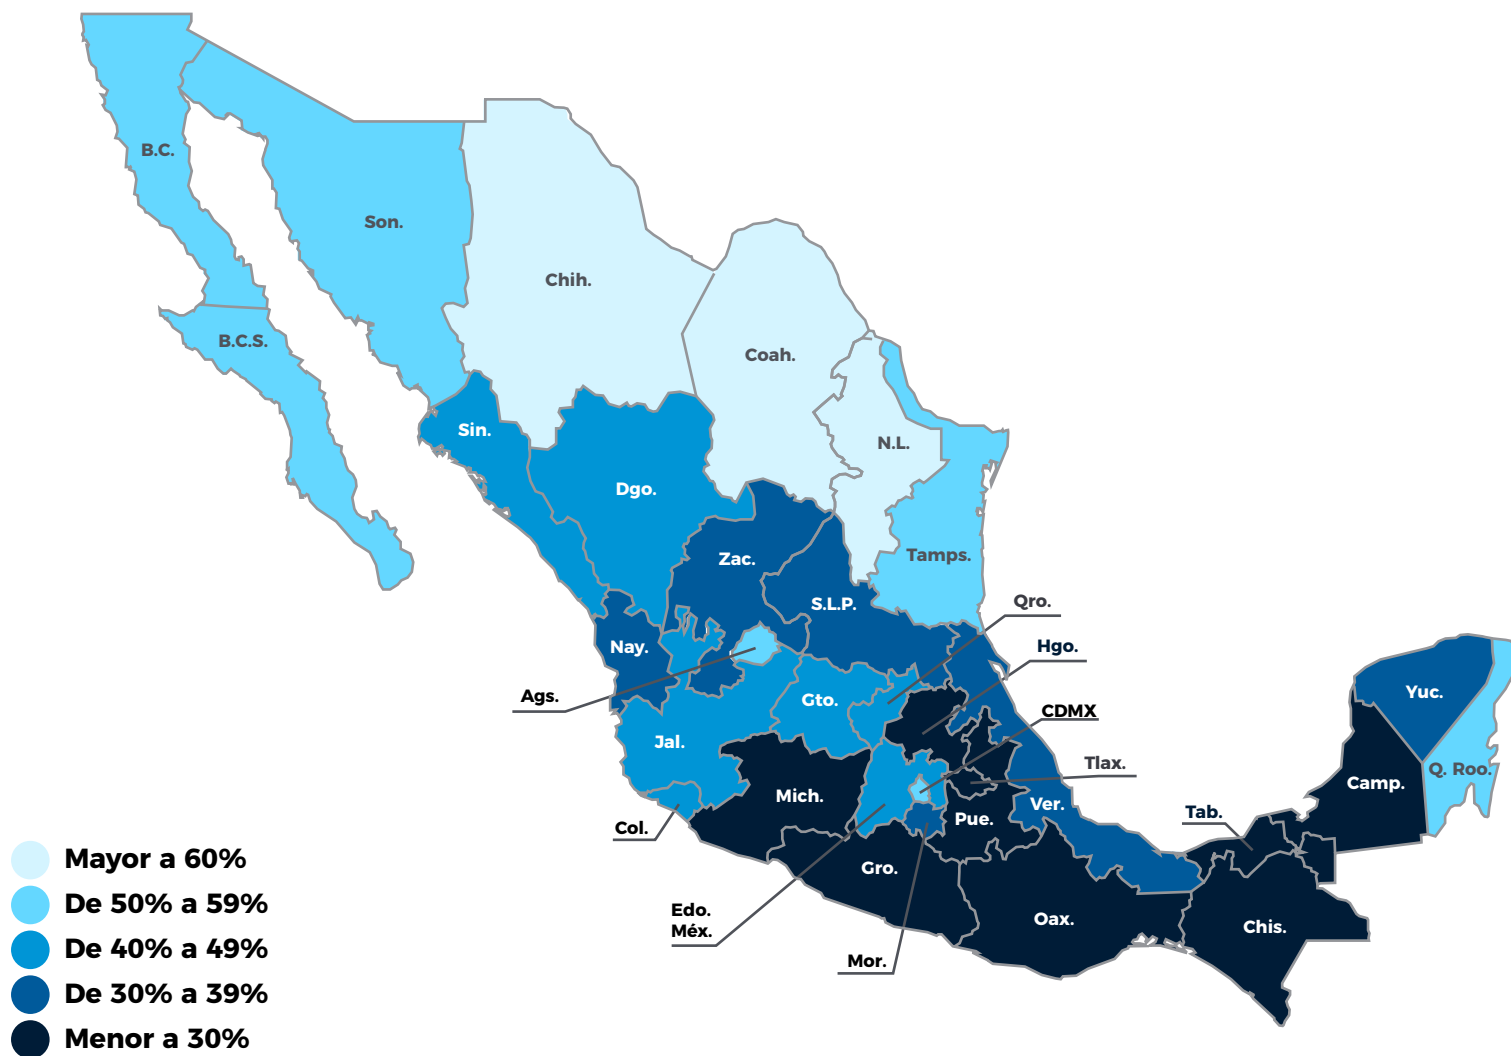 B.C.
Son.
Chih.
B.C.S.
Coah.
Sin.
N.L.
Dgo.
Tamps.
Zac.
S.L.P.
Qro.
Nay.
Hgo.
Ags.
Gto.
CDMX
Yuc.
Jal.
Tlax.
Q. Roo.
Camp.
Mich.
Ver.
Tab.
Pue.
Col.
Gro.
Edo.
Méx.
Oax.
Chis.
Mor.
Mayor a 60%
De 50% a 59%
De 40% a 49%
De 30% a 39%
Menor a 30%